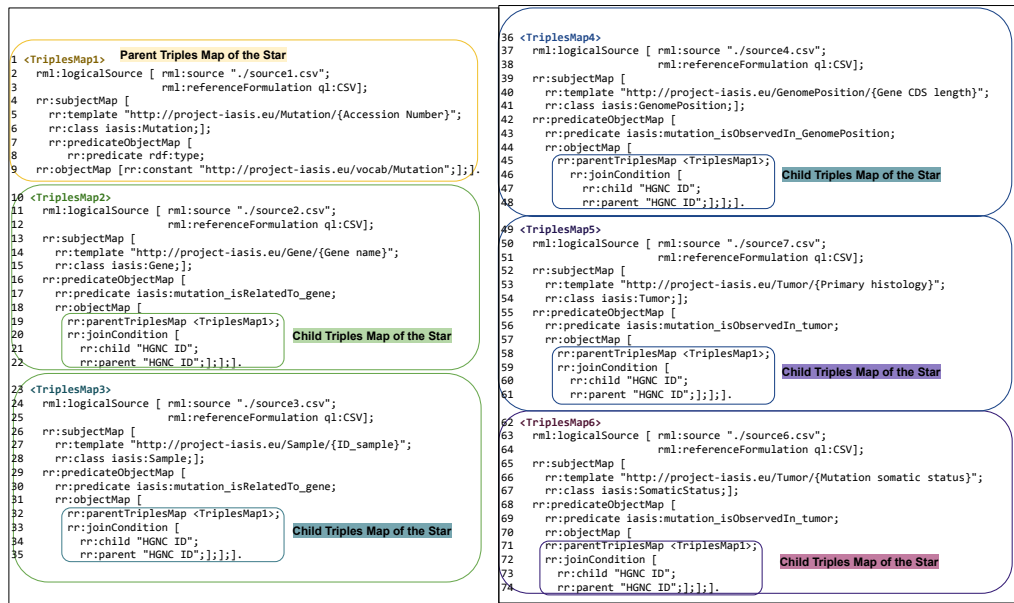 1 <TriplesMap1> Parent Triples Map of the Star
2 rml:logicalSource [ rml:source "./source1.csv";
3 rml:referenceFormulation ql:CSV];
4 rr:subjectMap [
5 rr:template "http://project-iasis.eu/Mutation/{Accession Number}";
6 rr:class iasis:Mutation;];
7 rr:predicateObjectMap [
8 rr:predicate rdf:type;
9 rr:objectMap [rr:constant "http://project-iasis.eu/vocab/Mutation";];].
10 <TriplesMap2>
11 rml:logicalSource [ rml:source "./source2.csv";
12 rml:referenceFormulation ql:CSV];
13 rr:subjectMap [
14 rr:template "http://project-iasis.eu/Gene/{Gene name}";
15 rr:class iasis:Gene;];
16 rr:predicateObjectMap [
17 rr:predicate iasis:mutation_isRelatedTo_gene;
18 rr:objectMap [
19 rr:parentTriplesMap <TriplesMap1>;
20 rr:joinCondition [ Child Triples Map of the Star
21 rr:child "HGNC ID";
22 rr:parent "HGNC ID";];];].
23 <TriplesMap3>
24 rml:logicalSource [ rml:source "./source3.csv";
25 rml:referenceFormulation ql:CSV];
26 rr:subjectMap [
27 rr:template "http://project-iasis.eu/Sample/{ID_sample}";
28 rr:class iasis:Sample;];
29 rr:predicateObjectMap [
30 rr:predicate iasis:mutation_isRelatedTo_gene;
31 rr:objectMap [
32 rr:parentTriplesMap <TriplesMap1>;
33 rr:joinCondition [ Child Triples Map of the Star
34 rr:child "HGNC ID";
35 rr:parent "HGNC ID";];];].
36 <TriplesMap4>
37 rml:logicalSource [ rml:source "./source4.csv";
38 rml:referenceFormulation ql:CSV];
39 rr:subjectMap [
40 rr:template "http://project-iasis.eu/GenomePosition/{Gene CDS length}";
41 rr:class iasis:GenomePosition;];
42 rr:predicateObjectMap [
43 rr:predicate iasis:mutation_isObservedIn_GenomePosition;
44 rr:objectMap [
45 rr:parentTriplesMap <TriplesMap1>;
46 rr:joinCondition [ Child Triples Map of the Star
47 rr:child "HGNC ID";
48 rr:parent "HGNC ID";];];].
49 <TriplesMap5>
50 rml:logicalSource [ rml:source "./source7.csv";
51 rml:referenceFormulation ql:CSV];
52 rr:subjectMap [
53 rr:template "http://project-iasis.eu/Tumor/{Primary histology}";
54 rr:class iasis:Tumor;];
55 rr:predicateObjectMap [
56 rr:predicate iasis:mutation_isObservedIn_tumor;
57 rr:objectMap [
58 rr:parentTriplesMap <TriplesMap1>;
59 rr:joinCondition [ Child Triples Map of the Star
60 rr:child "HGNC ID";
61 rr:parent "HGNC ID";];];].
62 <TriplesMap6>
63 rml:logicalSource [ rml:source "./source6.csv";
64 rml:referenceFormulation ql:CSV];
65 rr:subjectMap [
66 rr:template "http://project-iasis.eu/Tumor/{Mutation somatic status}";
67 rr:class iasis:SomaticStatus;];
68 rr:predicateObjectMap [
69 rr:predicate iasis:mutation_isObservedIn_tumor;
70 rr:objectMap [
71 rr:parentTriplesMap <TriplesMap1>;
72 rr:joinCondition [ Child Triples Map of the Star
73 rr:child "HGNC ID";
74 rr:parent "HGNC ID";];];].